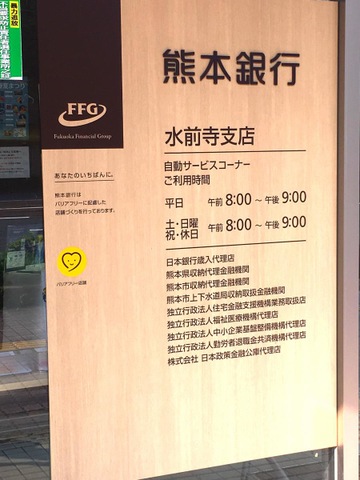 暴力追放
FFG
Fukuoka Financial Group
熊本銀行
水前寺支店
自動サービスコーナー
ご利用時間
平日 午前 8:00 ~ 午後 9:00
土・日曜 祝・休日 午前 8:00 ~ 午後 9:00
あなたのいちばんに。
熊本銀行は
バリアフリーに配慮した
店舗づくりを行っております。
バリアフリー店舗
日本銀行歳入代理店
熊本県収納代理金融機関
熊本市収納代理金融機関
熊本市上下水道局収納取扱金融機関
独立行政法人住宅金融支援機構業務取扱店
独立行政法人福祉医療機構代理店
独立行政法人中小企業基盤整備機構代理店
独立行政法人勤労者退職金共済機構代理店
株式会社 日本政策金融公庫代理店